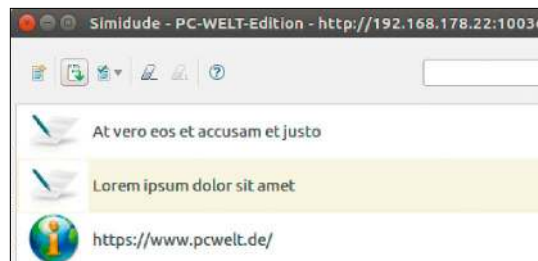 Simidude - PC-WELT-Edition - http://192.168.178.22:1003
At vero eos et accusam et justo
Lorem ipsum dolor sit amet
https://www.pcwelt.de/